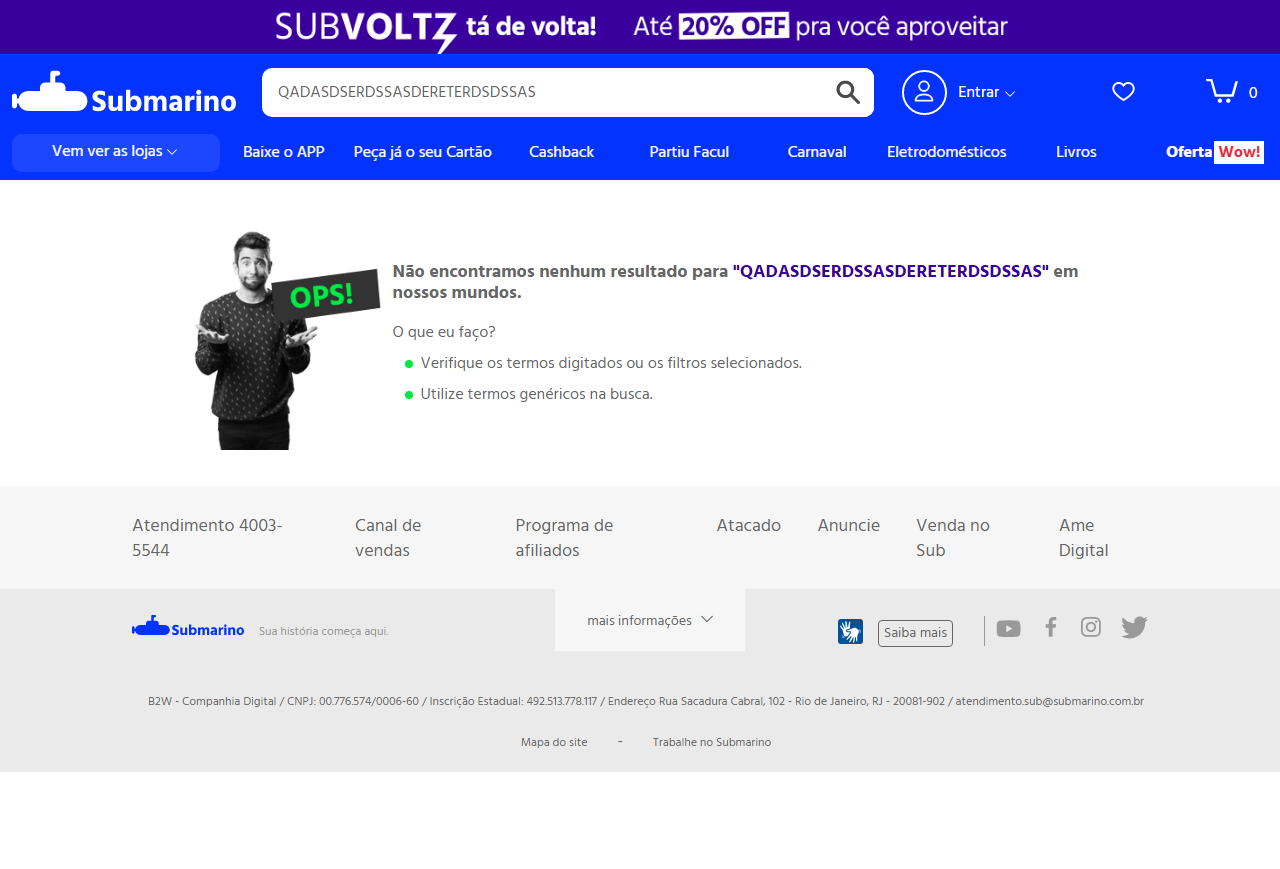 SUBVOLTZ tá de volta! Até 20% OFF pra você aproveitar
Submarino QADASDSERDSSASDERETERDSDSSAS Entrar 0
Vem ver as lojas Baixe o APP Peça já o seu Cartão Cashback Partiu Facul Carnaval Eletrodomésticos Livros Oferta Wow!
OPS!
Não encontramos nenhum resultado para "QADASDSERDSSASDERETERDSDSSAS" em
nossos mundos.
O que eu faço?
Verifique os termos digitados ou os filtros selecionados.
Utilize termos genéricos na busca.
Atendimento 4003-
5544
Canal de
vendas
Programa de
afiliados
Atacado
Anuncie
Venda no
Sub
Ame
Digital
Submarino Sua história começa aqui.
mais informações
Saiba mais
B2W - Companhia Digital / CNPJ: 00.776.574/0006-60 / Inscrição Estadual: 492.513.778.117 / Endereço Rua Sacadura Cabral, 102 - Rio de Janeiro, RJ - 20081-902 / atendimento.sub@submarino.com.br
Mapa do site - Trabalhe no Submarino